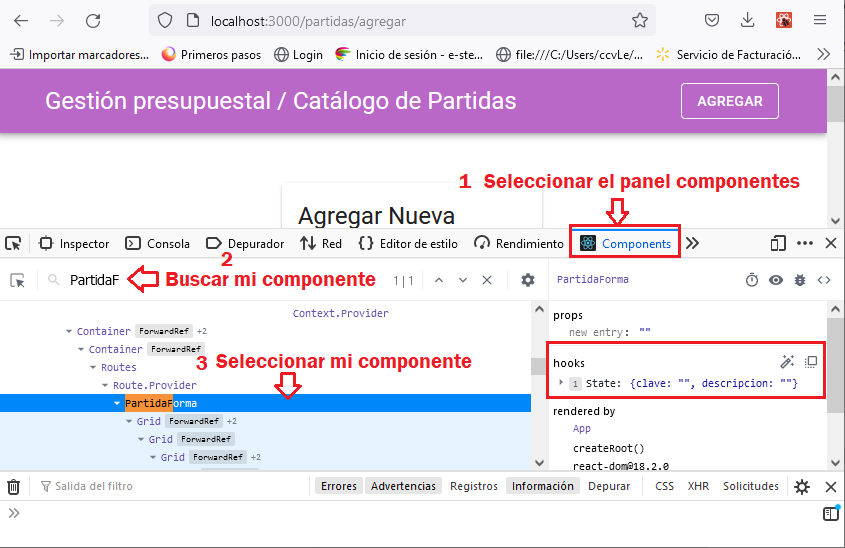 localhost:3000/partidas/agregar
Importar marcadores... Primeros pasos Login Inicio de sesión - e-ste... file:///C:/Users/ccvLe/... Servicio de Facturació...
Gestión presupuestal / Catálogo de Partidas AGREGAR
1 Seleccionar el panel componentes
Agregar Nueva
Inspector Consola Depurador Red Editor de estilo Rendimiento Components
2
PartidaF Buscar mi componente 1 | 1 PartidaForma
Context.Provider
props
Container ForwardRef +2
new entry: ""
Container ForwardRef
3 Seleccionar mi componente
hooks
Routes
Route.Provider
1 State: {clave: "", descripcion: ""}
PartidaForma
rendered by
Grid ForwardRef +2
App
Grid ForwardRef
createRoot()
Grid ForwardRef +2
react-dom@18.2.0
Salida del filtro Errores Advertencias Registros Información Depurar CSS XHR Solicitudes